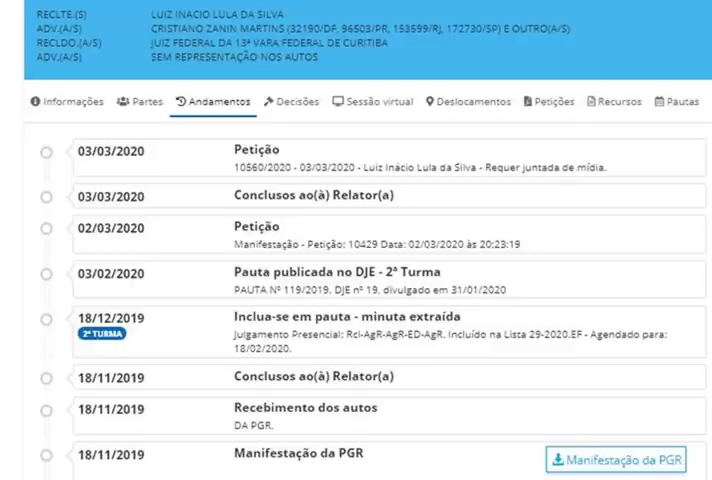 RECLTE.(S) LUIZ INACIO LULA DA SILVA
ADV.(A/S) CRISTIANO ZANIN MARTINS (32190/DF, 96503/PR, 153599/RJ, 172730/SP) E OUTRO(A/S)
RECLDO.(A/S) JUIZ FEDERAL DA 13ª VARA FEDERAL DE CURITIBA
ADV.(A/S) SEM REPRESENTAÇÃO NOS AUTOS
Informações Partes Andamentos Decisões Sessão virtual Deslocamentos Petições Recursos Pautas
03/03/2020 Petição
10560/2020 - 03/03/2020 - Luiz Inácio Lula da Silva - Requer juntada de mídia.
03/03/2020 Conclusos ao(à) Relator(a)
02/03/2020 Petição
Manifestação - Petição: 10429 Data: 02/03/2020 às 20:23:19
03/02/2020 Pauta publicada no DJE - 2ª Turma
PAUTA Nº 119/2019. DJE nº 19, divulgado em 31/01/2020
18/12/2019 Inclua-se em pauta - minuta extraída
2ª TURMA Julgamento Presencial: Rcl-AgR-AgR-ED-AgR. Incluído na Lista 29-2020.EF - Agendado para:
18/02/2020.
18/11/2019 Conclusos ao(à) Relator(a)
18/11/2019 Recebimento dos autos
DA PGR.
18/11/2019 Manifestação da PGR Manifestação da PGR